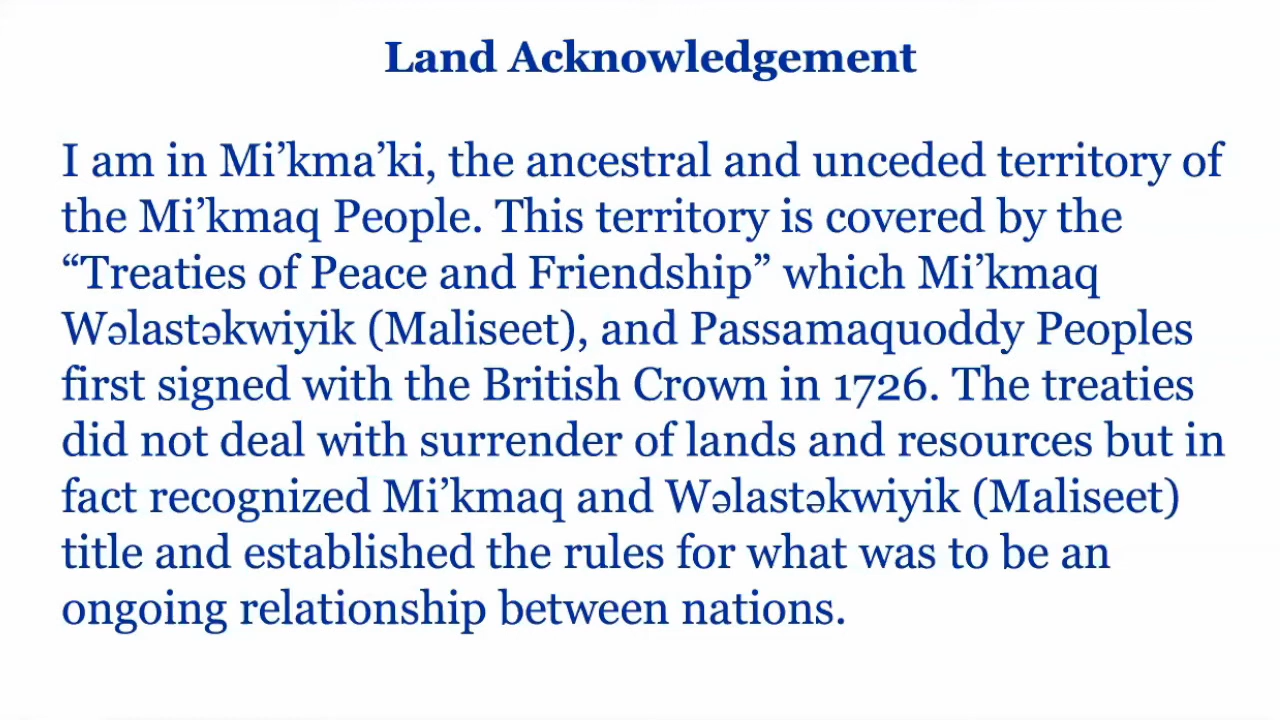 Land Acknowledgement
I am in Mi’kma’ki, the ancestral and unceded territory of
the Mi’kmaq People. This territory is covered by the
“Treaties of Peace and Friendship” which Mi’kmaq
Wəlastəkwiyik (Maliseet), and Passamaquoddy Peoples
first signed with the British Crown in 1726. The treaties
did not deal with surrender of lands and resources but in
fact recognized Mi’kmaq and Wəlastəkwiyik (Maliseet)
title and established the rules for what was to be an
ongoing relationship between nations.